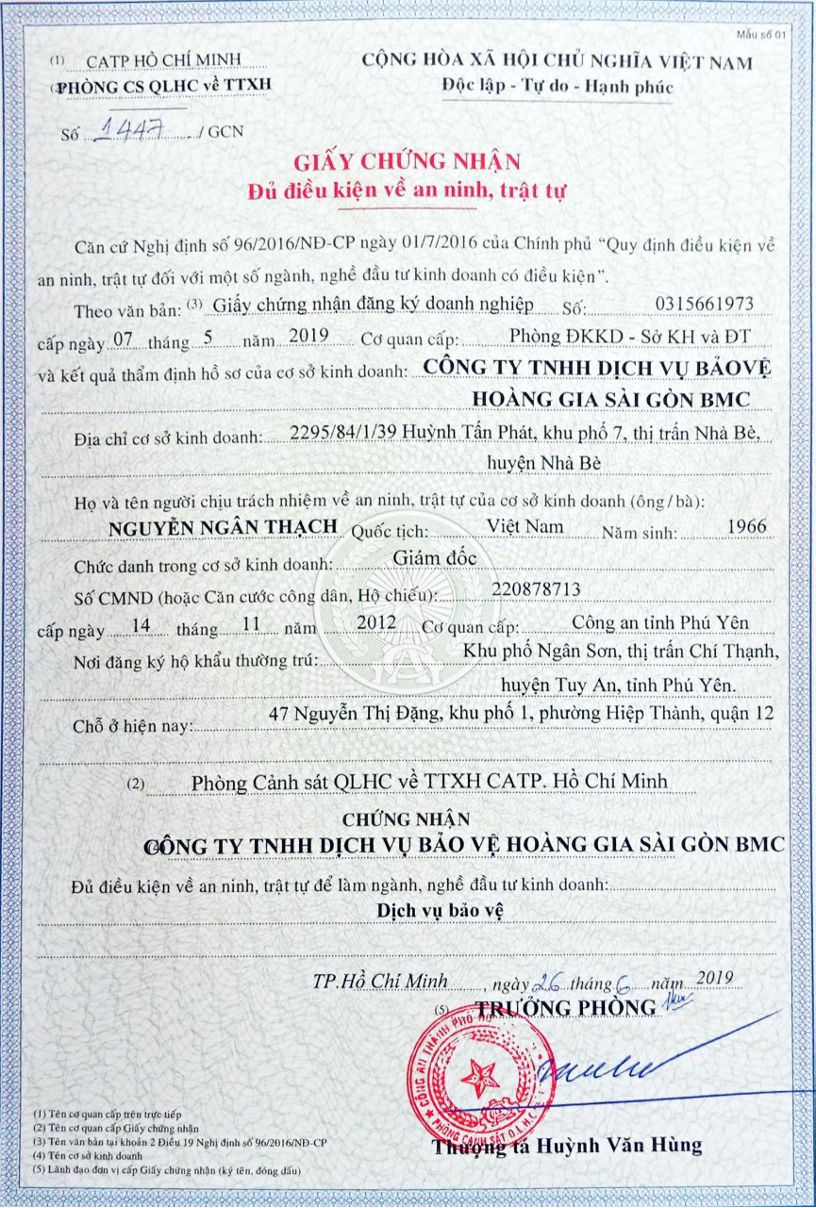 Mẫu số 01
(1) CATP HỒ CHÍ MINH
CỘNG HÒA XÃ HỘI CHỦ NGHĨA VIỆT NAM
PHÒNG CS QLHC về TTXH
Độc lập - Tự do - Hạnh phúc
Số 1447 /GCN
GIẤY CHỨNG NHẬN
Đủ điều kiện về an ninh, trật tự
Căn cứ Nghị định số 96/2016/NĐ-CP ngày 01/7/2016 của Chính phủ “Quy định điều kiện về
an ninh, trật tự đối với một số ngành, nghề đầu tư kinh doanh có điều kiện”.
Theo văn bản: (3) Giấy chứng nhận đăng ký doanh nghiệp Số: 0315661973
cấp ngày 07 tháng 5 năm 2019 Cơ quan cấp: Phòng ĐKKD - Sở KH và ĐT
và kết quả thẩm định hồ sơ của cơ sở kinh doanh: CÔNG TY TNHH DỊCH VỤ BẢOVỆ
HOÀNG GIA SÀI GÒN BMC
Địa chỉ cơ sở kinh doanh: 2295/84/1/39 Huỳnh Tấn Phát, khu phố 7, thị trấn Nhà Bè,
huyện Nhà Bè
Họ và tên người chịu trách nhiệm về an ninh, trật tự của cơ sở kinh doanh (ông/bà):
NGUYỄN NGÂN THẠCH Quốc tịch: Việt Nam Năm sinh: 1966
Chức danh trong cơ sở kinh doanh: Giám đốc
Số CMND (hoặc Căn cước công dân, Hộ chiếu): 220878713
cấp ngày 14 tháng 11 năm 2012 Cơ quan cấp: Công an tỉnh Phú Yên
Nơi đăng ký hộ khẩu thường trú: Khu phố Ngân Sơn, thị trấn Chí Thạnh,
huyện Tuy An, tỉnh Phú Yên.
Chỗ ở hiện nay: 47 Nguyễn Thị Đặng, khu phố 1, phường Hiệp Thành, quận 12
(2) Phòng Cảnh sát QLHC về TTXH CATP. Hồ Chí Minh
CHỨNG NHẬN
CÔNG TY TNHH DỊCH VỤ BẢO VỆ HOÀNG GIA SÀI GÒN BMC
Đủ điều kiện về an ninh, trật tự để làm ngành, nghề đầu tư kinh doanh:
Dịch vụ bảo vệ
TP.Hồ Chí Minh, ngày 26 tháng 6 năm 2019
(5) TRƯỞNG PHÒNG
CÔNG AN THÀNH PHỐ
PHÒNG CẢNH SÁT Q.L.H.C
Thượng tá Huỳnh Văn Hùng
(1) Tên cơ quan cấp trên trực tiếp
(2) Tên cơ quan cấp Giấy chứng nhận
(3) Tên văn bản tại khoản 2 Điều 19 Nghị định số 96/2016/NĐ-CP
(4) Tên cơ sở kinh doanh
(5) Lãnh đạo đơn vị cấp Giấy chứng nhận (ký tên, đóng dấu)